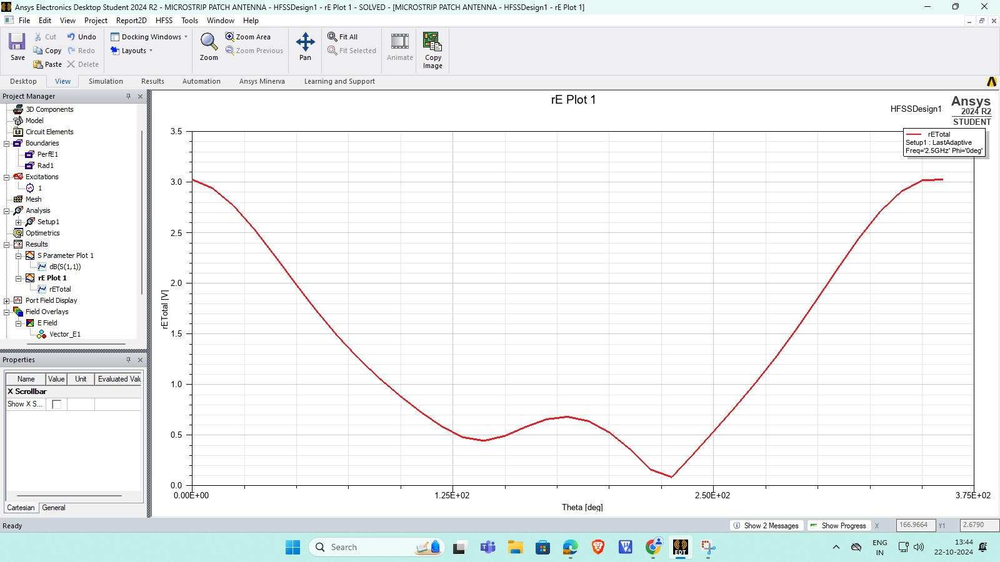 Ansys Electronics Desktop Student 2024 R2 - MICROSTRIP PATCH ANTENNA - HFSSDesign1 - rE Plot 1 - SOLVED - [MICROSTRIP PATCH ANTENNA - HFSSDesign1 - rE Plot 1]
File Edit View Project Report2D HFSS Tools Window Help
Save
Cut
Copy
Paste
Undo
Redo
Delete
Docking Windows
Layouts
Zoom
Zoom Area
Zoom Previous
Pan
Fit All
Fit Selected
Animate
Copy
Image
Desktop View Simulation Results Automation Ansys Minerva Learning and Support
Project Manager
3D Components
Model
Circuit Elements
Boundaries
PerfE1
Rad1
Excitations
1
Mesh
Analysis
Setup1
Optimetrics
Results
S Parameter Plot 1
dB(S(1,1))
rE Plot 1
rETotal
Port Field Display
Field Overlays
E Field
Vector_E1
Properties
Name Value Unit Evaluated Valu
X Scrollbar
Show X S...
Cartesian General
rE Plot 1
HFSSDesign1
Ansys
2024 R2
STUDENT
rETotal
Setup1 : LastAdaptive
Freq='2.5GHz' Phi='0deg'
rETotal [V]
3.5
3.0
2.5
2.0
1.5
1.0
0.5
0.0
0.00E+00 1.25E+02 2.50E+02 3.75E+02
Theta [deg]
Ready
Show 2 Messages Show Progress X 166.9664 Y1 2.6790
Search
EDT
ENG
IN
13:44
22-10-2024